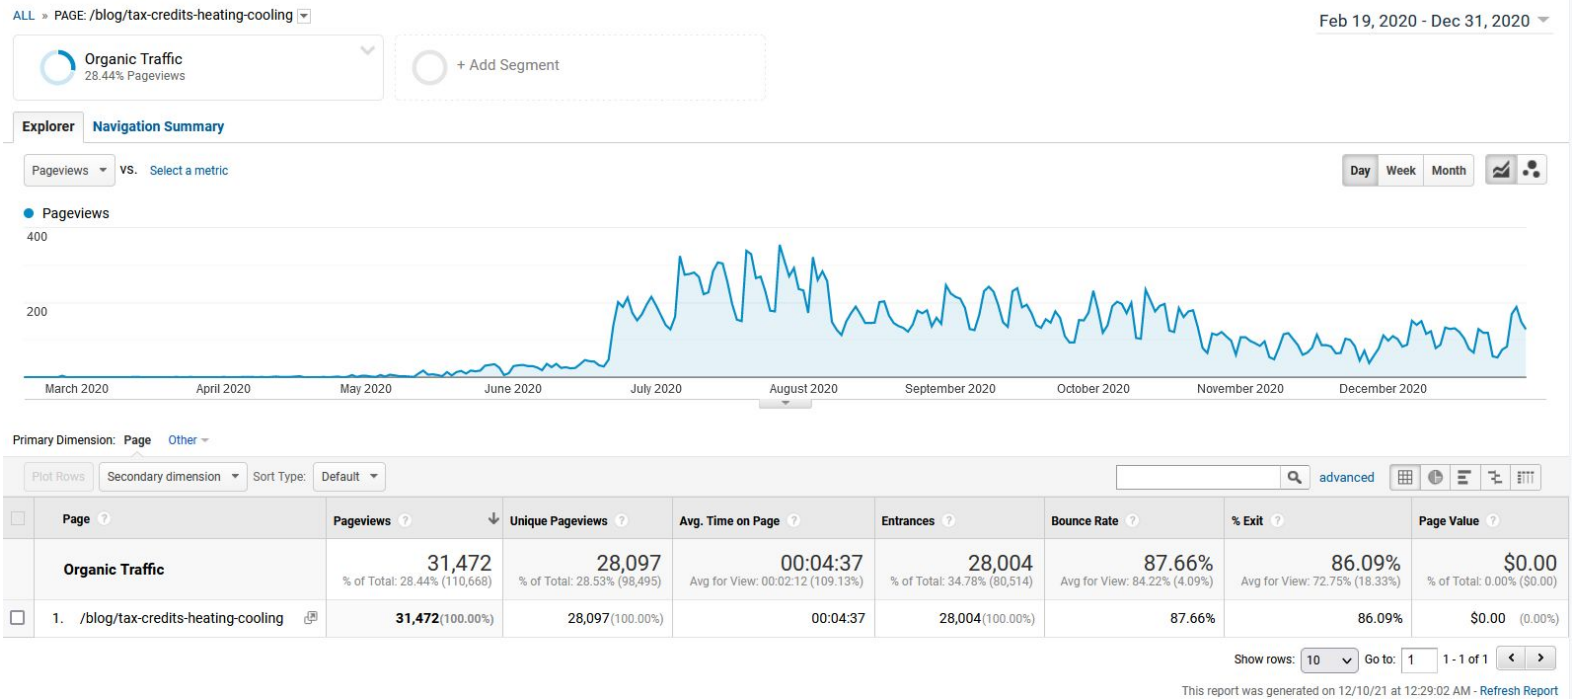 ALL » PAGE: /blog/tax-credits-heating-cooling
Feb 19, 2020 - Dec 31, 2020
Organic Traffic
28.44% Pageviews
+ Add Segment
Explorer Navigation Summary
Pageviews VS. Select a metric
Day Week Month
Pageviews
400
200
March 2020 April 2020 May 2020 June 2020 July 2020 August 2020 September 2020 October 2020 November 2020 December 2020
Primary Dimension: Page Other
Plot Rows Secondary dimension Sort Type: Default advanced
Page ? Pageviews ? Unique Pageviews ? Avg. Time on Page ? Entrances ? Bounce Rate ? % Exit ? Page Value ?
Organic Traffic 31,472 28,097 00:04:37 28,004 87.66% 86.09% $0.00
% of Total: 28.44% (110,668) % of Total: 28.53% (98,495) Avg for View: 00:02:12 (109.13%) % of Total: 34.78% (80,514) Avg for View: 84.22% (4.09%) Avg for View: 72.75% (18.33%) % of Total: 0.00% ($0.00)
1. /blog/tax-credits-heating-cooling 31,472(100.00%) 28,097(100.00%) 00:04:37 28,004(100.00%) 87.66% 86.09% $0.00 (0.00%)
Show rows: 10 Go to: 1 1 - 1 of 1
This report was generated on 12/10/21 at 12:29:02 AM - Refresh Report